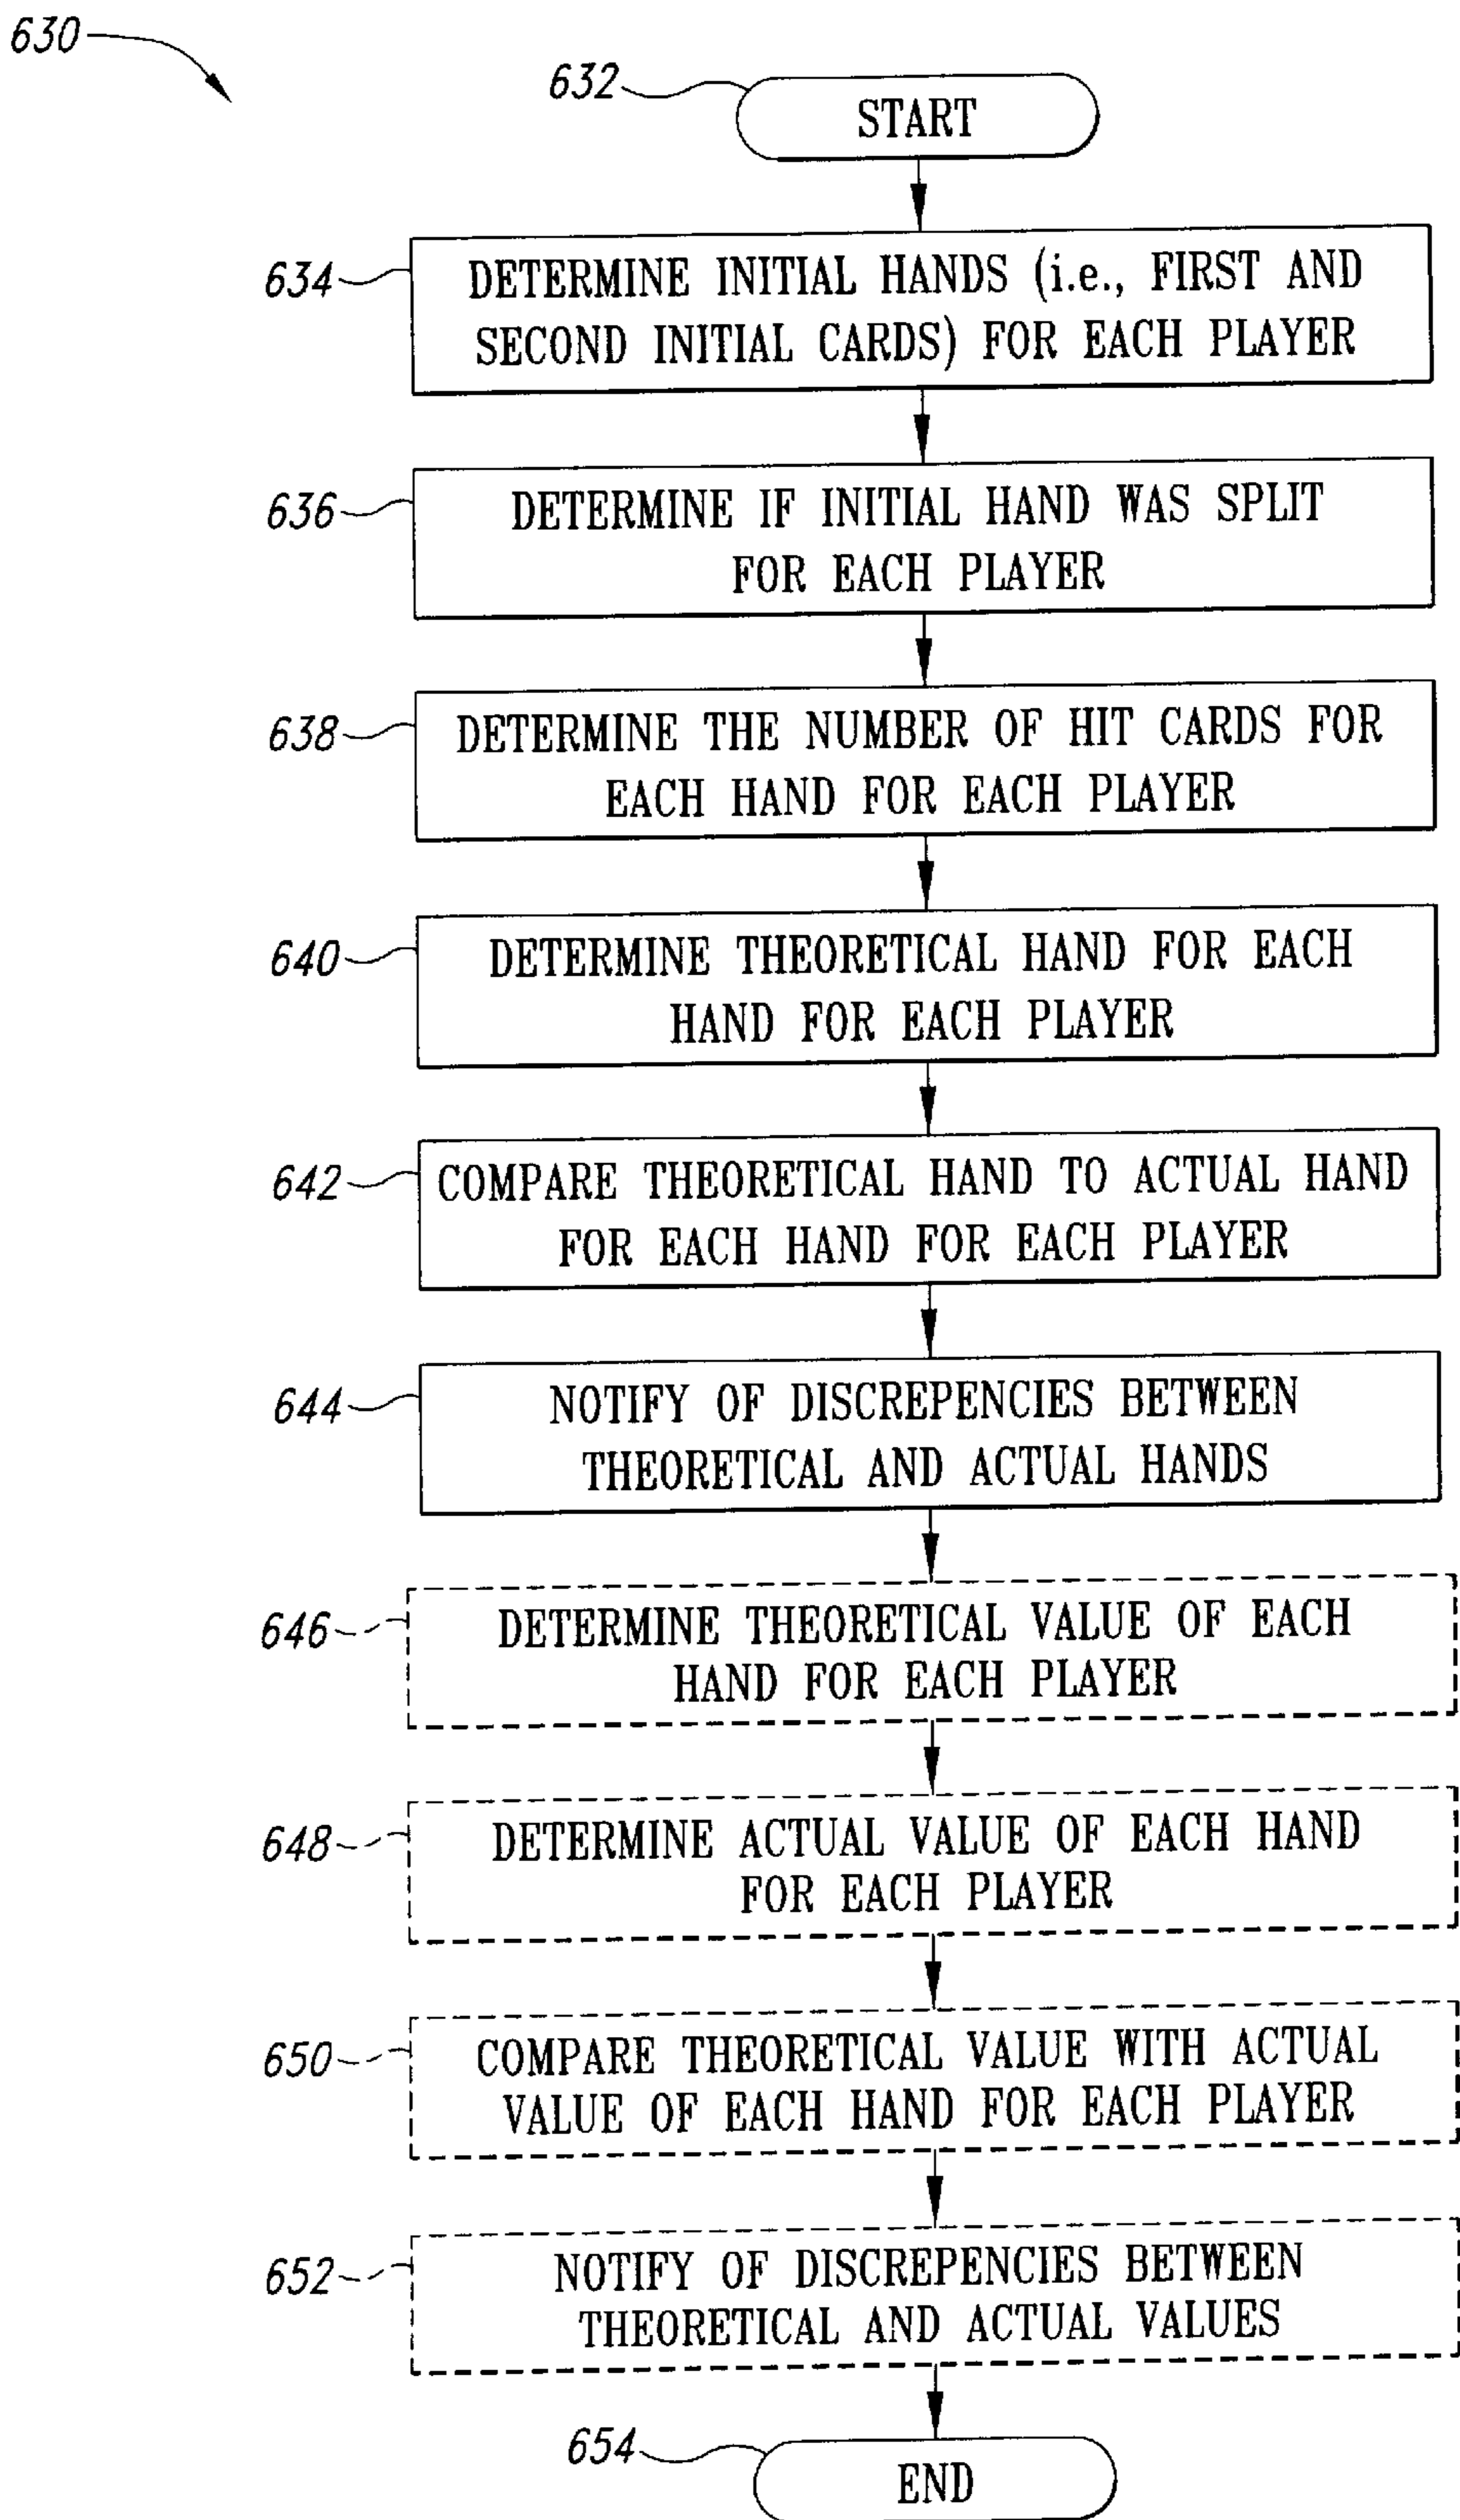 630
632
START
634
DETERMINE INITIAL HANDS (i.e., FIRST AND
SECOND INITIAL CARDS) FOR EACH PLAYER
636
DETERMINE IF INITIAL HAND WAS SPLIT
FOR EACH PLAYER
638
DETERMINE THE NUMBER OF HIT CARDS FOR
EACH HAND FOR EACH PLAYER
640
DETERMINE THEORETICAL HAND FOR EACH
HAND FOR EACH PLAYER
642
COMPARE THEORETICAL HAND TO ACTUAL HAND
FOR EACH HAND FOR EACH PLAYER
644
NOTIFY OF DISCREPENCIES BETWEEN
THEORETICAL AND ACTUAL HANDS
646
DETERMINE THEORETICAL VALUE OF EACH
HAND FOR EACH PLAYER
648
DETERMINE ACTUAL VALUE OF EACH HAND
FOR EACH PLAYER
650
COMPARE THEORETICAL VALUE WITH ACTUAL
VALUE OF EACH HAND FOR EACH PLAYER
652
NOTIFY OF DISCREPENCIES BETWEEN
THEORETICAL AND ACTUAL VALUES
654
END